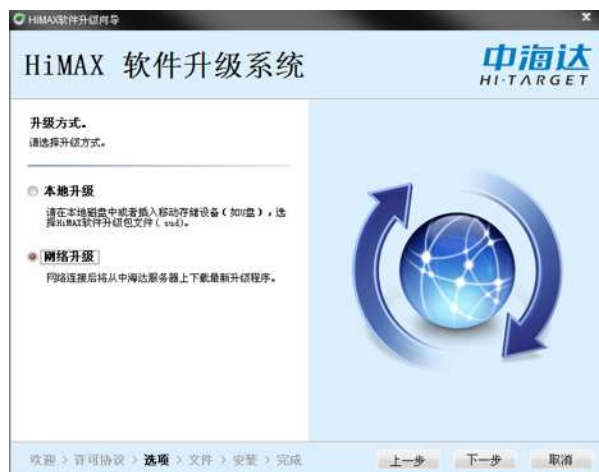 HiMAX软件升级向导
HiMAX 软件升级系统
中海达
HI·TARGET
升级方式。
请选择升级方式。
本地升级
请在本地磁盘中或者插入移动存储设备(如U盘),选
择HiMAX软件升级包文件(sud)。
网络升级
网络连接后将从中海达服务器上下载最新升级程序。
欢迎 > 许可协议 > 选项 > 文件 > 安装 > 完成
上一步
下一步
取消